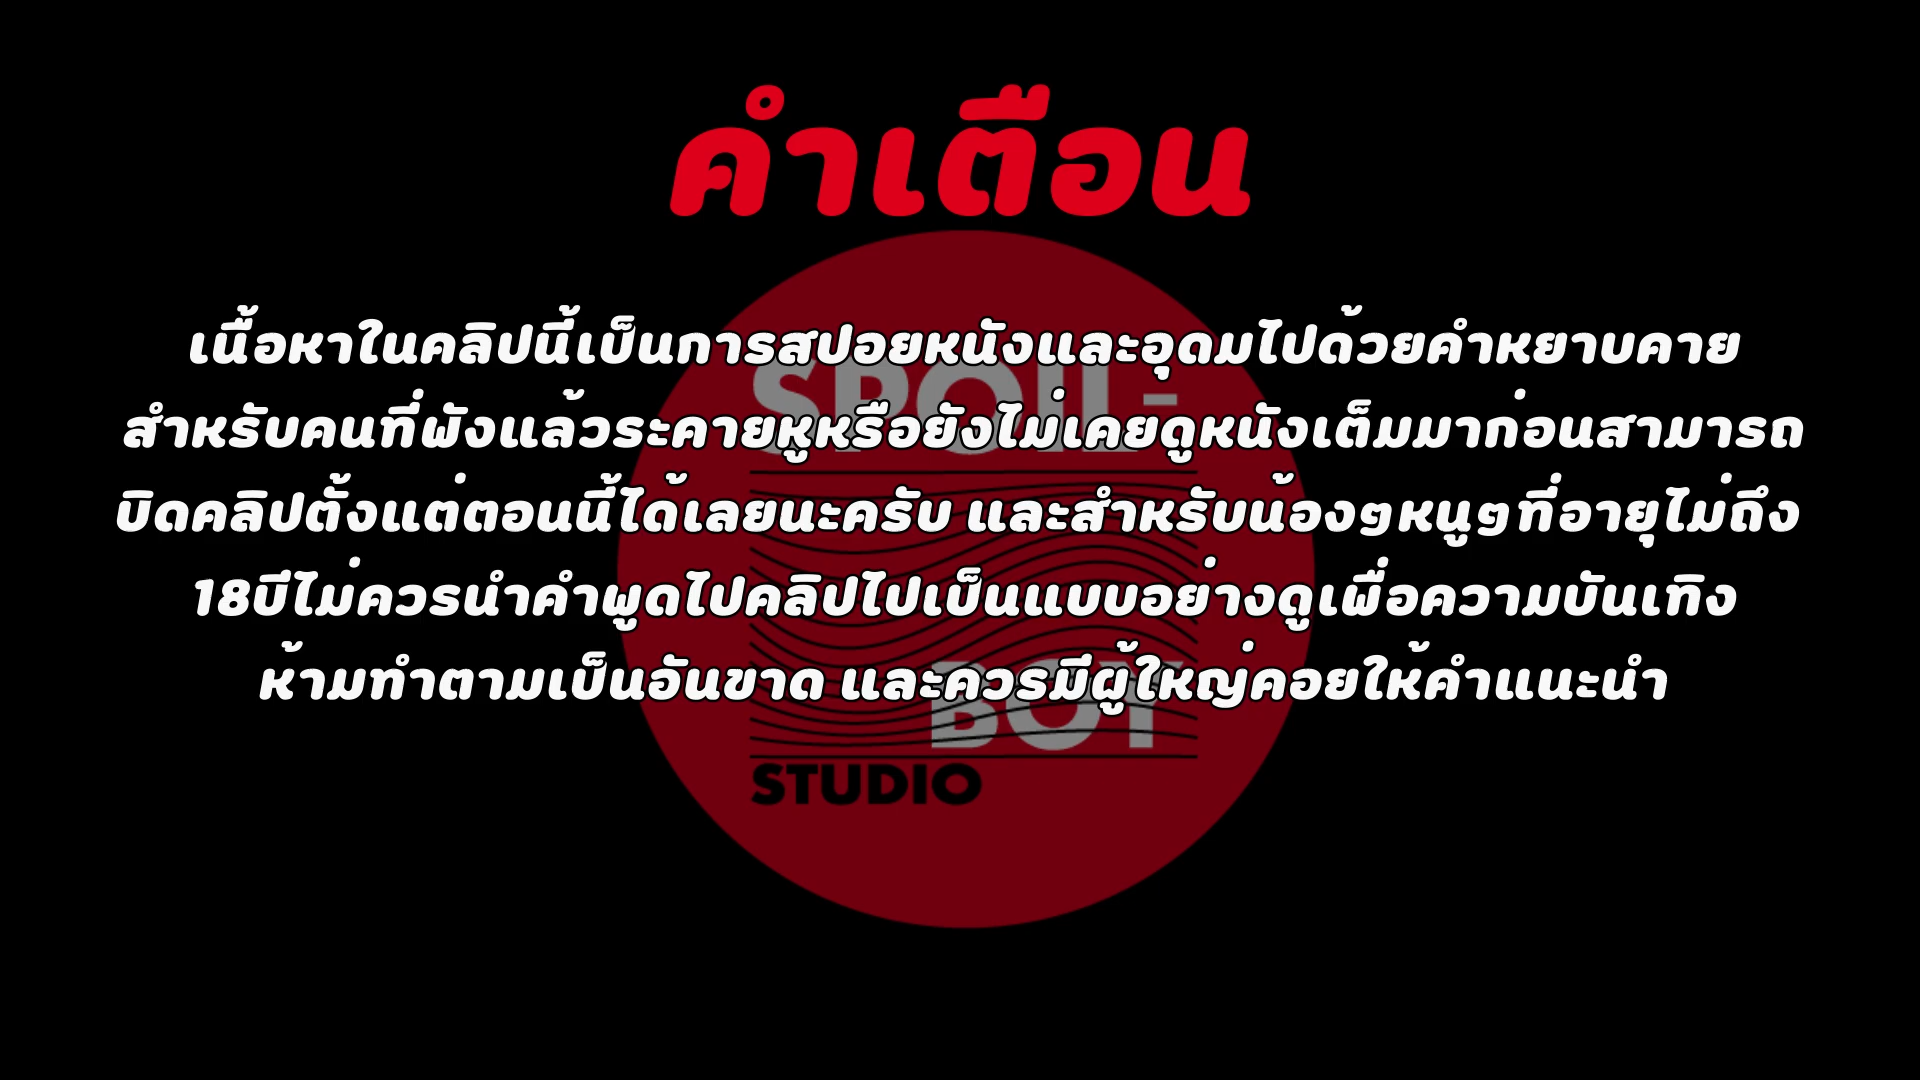 คำเตือน
เนื้อหาในคลิปนี้เป็นการสปอยหนังและอุดมไปด้วยคำหยาบคาย
สำหรับคนที่ฟังแล้วระคายหูหรือยังไม่เคยดูหนังเต็มมาก่อนสามารถ
ปิดคลิปตั้งแต่ตอนนี้ได้เลยนะครับ และสำหรับน้องๆหนูๆที่อายุไม่ถึง
18ปีไม่ควรนำคำพูดไปคลิปไปเป็นแบบอย่างดูเพื่อความบันเทิง
ห้ามทำตามเป็นอันขาด และควรมีผู้ใหญ่คอยให้คำแนะนำ
SPOIL-
BOY
STUDIO